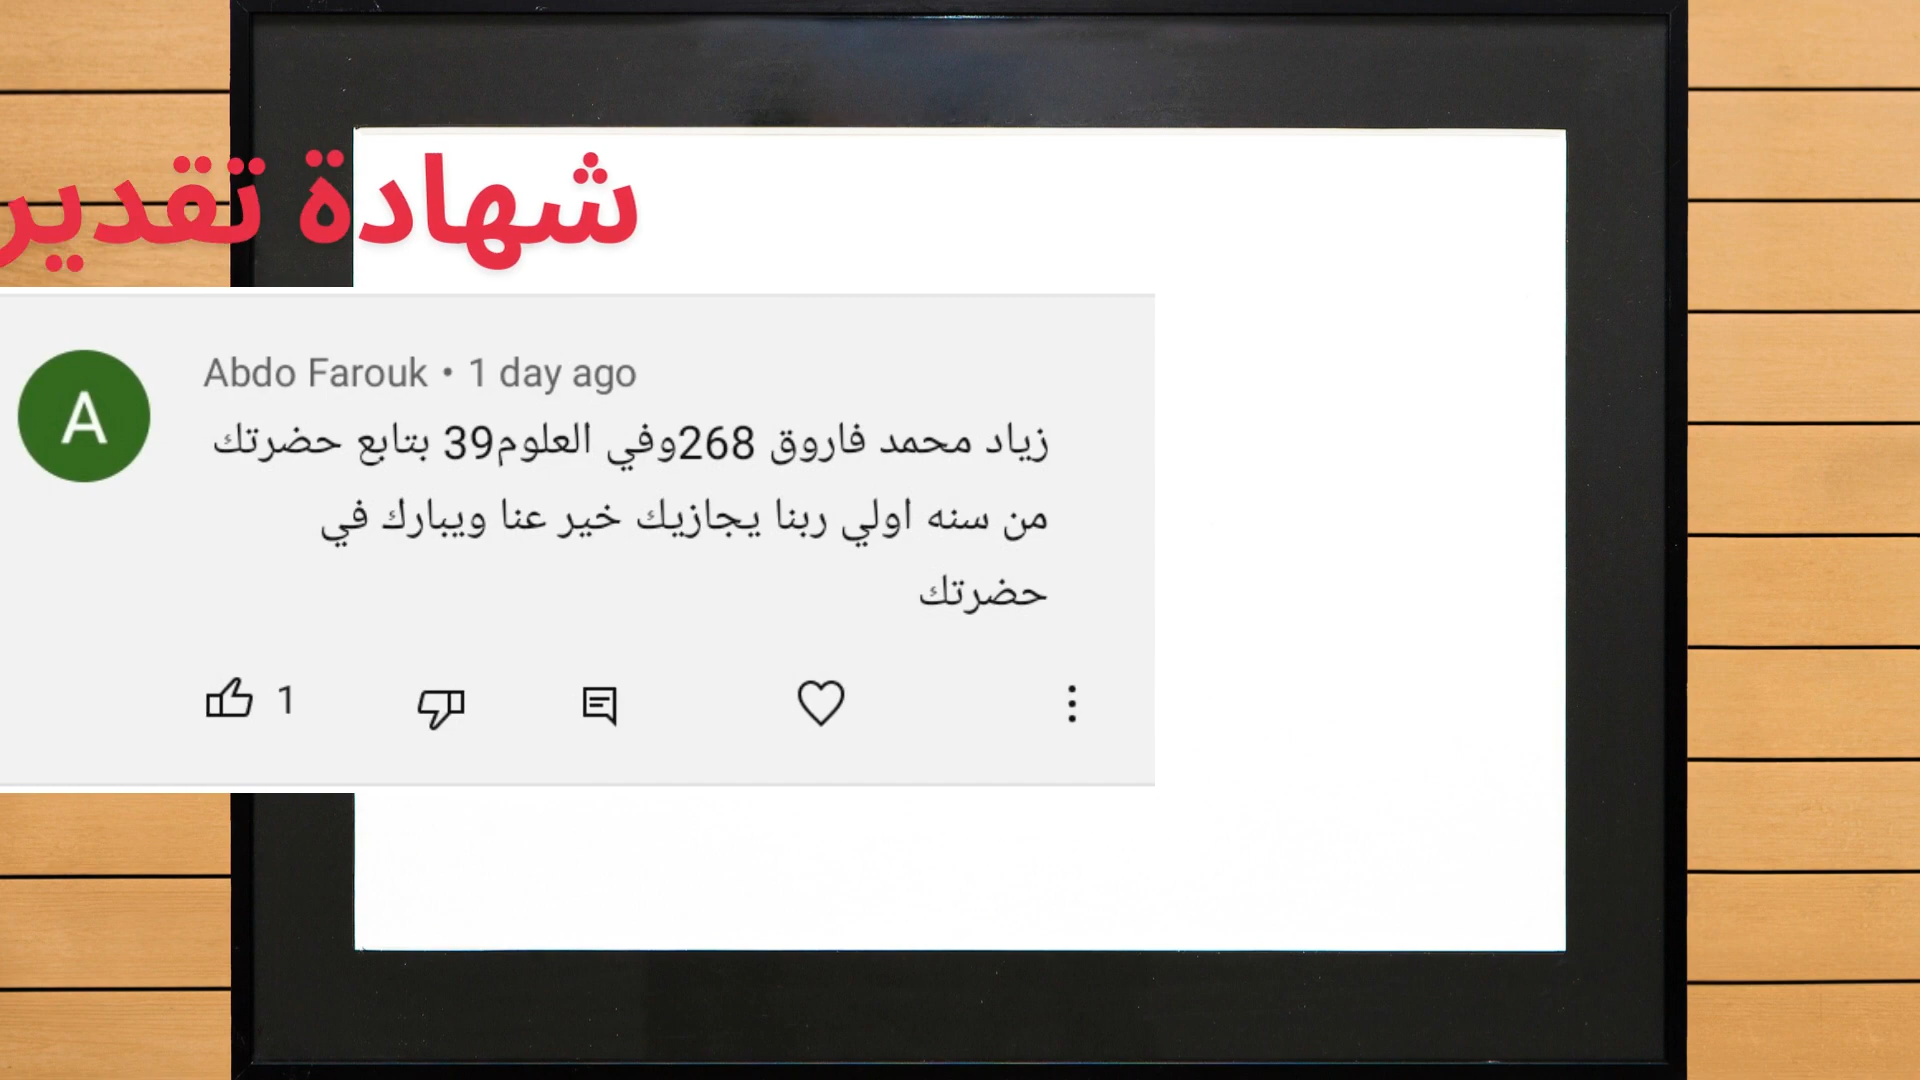 شهادة تقدير
A
Abdo Farouk • 1 day ago
زياد محمد فاروق 268وفي العلوم39 بتابع حضرتك
من سنه اولي ربنا يجازيك خير عنا ويبارك في
حضرتك
1